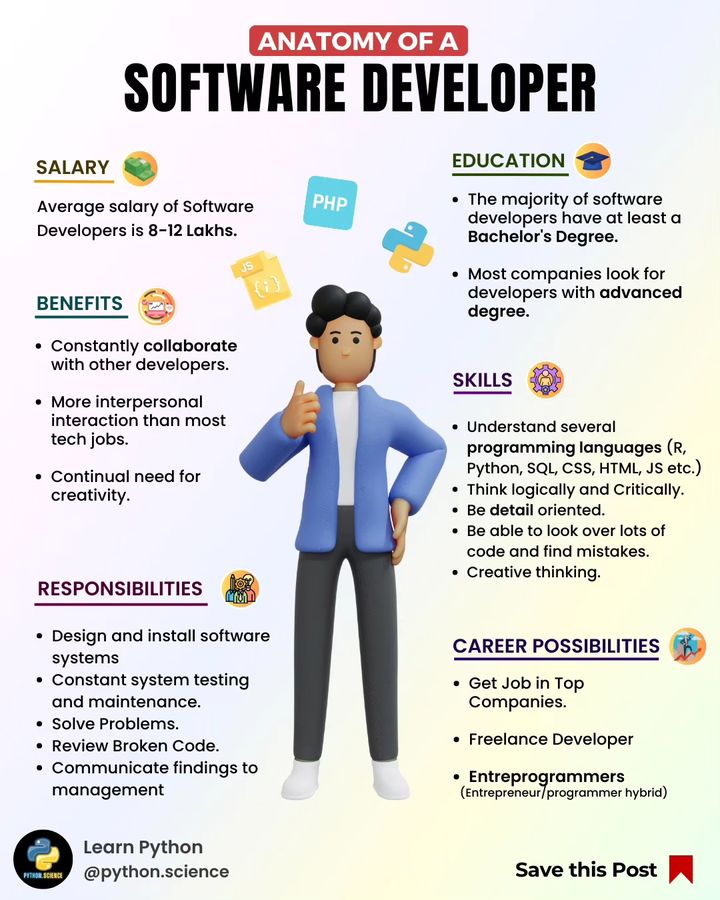 ANATOMY OF A
SOFTWARE DEVELOPER
SALARY
Average salary of Software
Developers is 8-12 Lakhs.
BENEFITS
• Constantly collaborate
with other developers.
• More interpersonal
interaction than most
tech jobs.
• Continual need for
creativity.
RESPONSIBILITIES
• Design and install software
systems
• Constant system testing
and maintenance.
• Solve Problems.
• Review Broken Code.
• Communicate findings to
management
PHP
JS
{;}
EDUCATION
• The majority of software
developers have at least a
Bachelor's Degree.
• Most companies look for
developers with advanced
degree.
SKILLS
• Understand several
programming languages (R,
Python, SQL, CSS, HTML, JS etc.)
• Think logically and Critically.
• Be detail oriented.
• Be able to look over lots of
code and find mistakes.
• Creative thinking.
CAREER POSSIBILITIES
• Get Job in Top
Companies.
• Freelance Developer
• Entreprogrammers
(Entrepreneur/programmer hybrid)
PYTHON.SCIENCE
Learn Python
@python.science
Save this Post